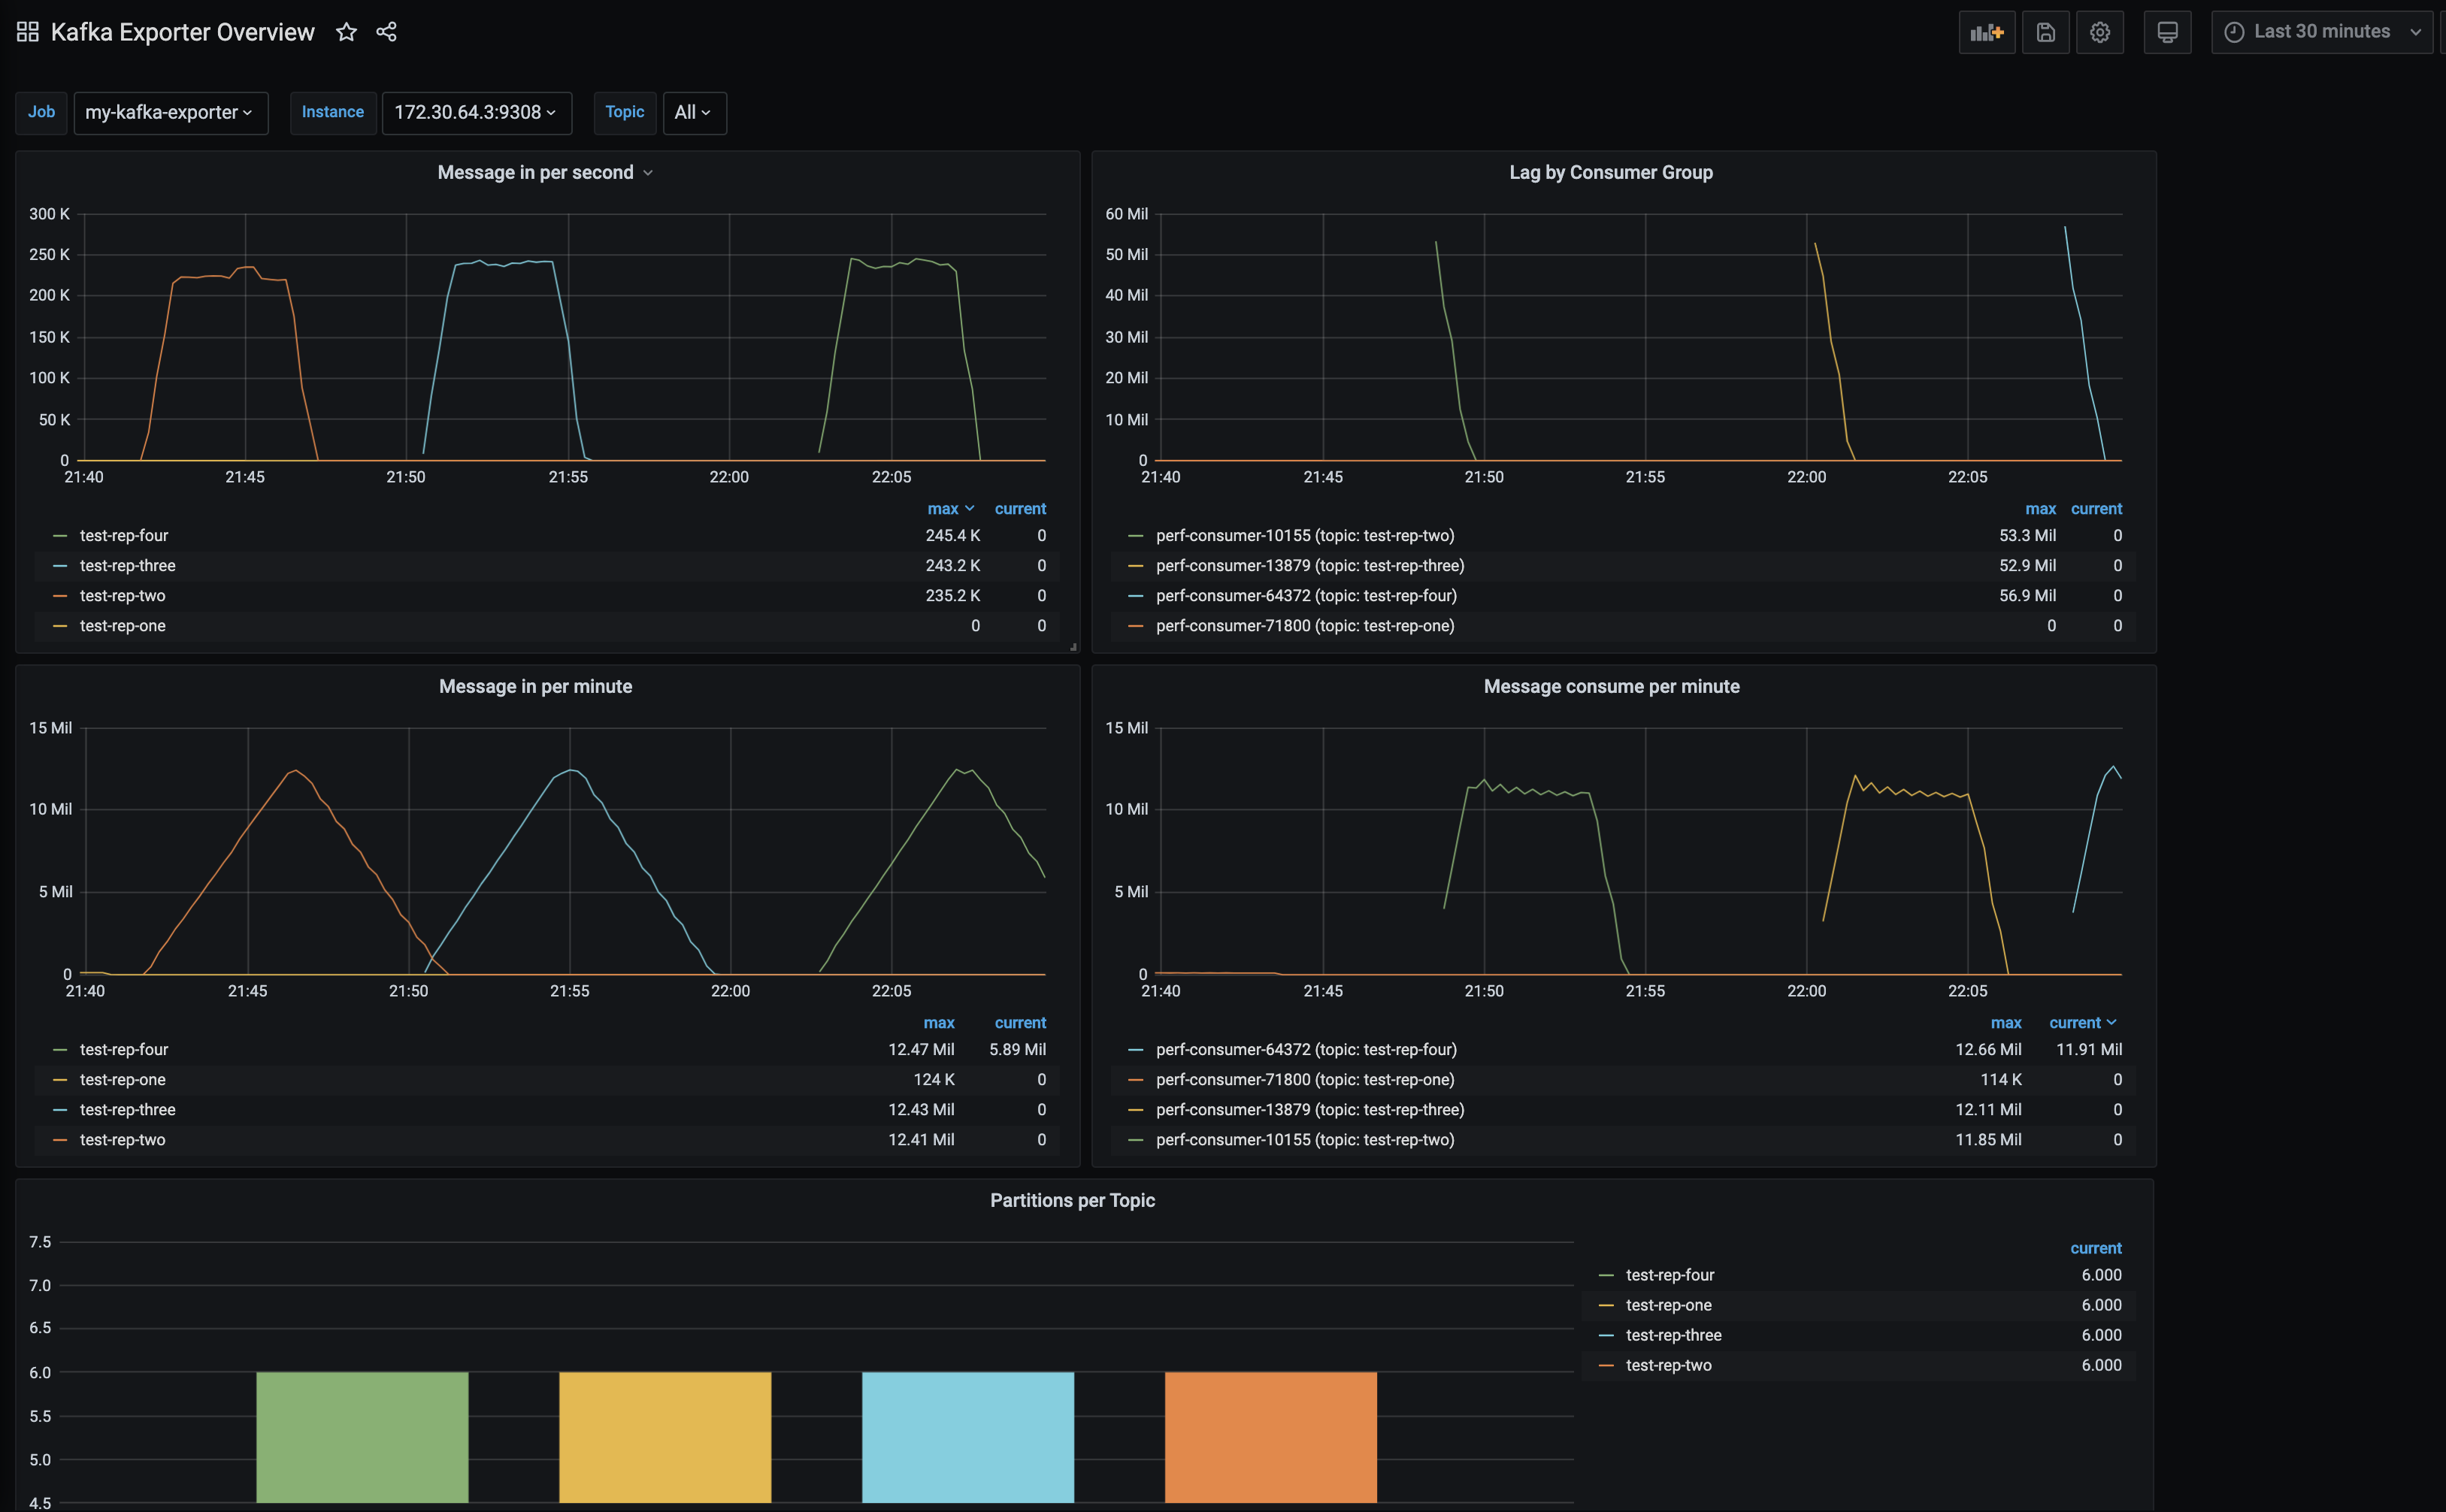 Kafka Exporter Overview
Last 30 minutes
Job my-kafka-exporter Instance 172.30.64.3:9308 Topic All
Message in per second
300 K
250 K
200 K
150 K
100 K
50 K
0
21:40 21:45 21:50 21:55 22:00 22:05
max current
test-rep-four 245.4 K 0
test-rep-three 243.2 K 0
test-rep-two 235.2 K 0
test-rep-one 0 0
Lag by Consumer Group
60 Mil
50 Mil
40 Mil
30 Mil
20 Mil
10 Mil
0
21:40 21:45 21:50 21:55 22:00 22:05
max current
perf-consumer-10155 (topic: test-rep-two) 53.3 Mil 0
perf-consumer-13879 (topic: test-rep-three) 52.9 Mil 0
perf-consumer-64372 (topic: test-rep-four) 56.9 Mil 0
perf-consumer-71800 (topic: test-rep-one) 0 0
Message in per minute
15 Mil
10 Mil
5 Mil
0
21:40 21:45 21:50 21:55 22:00 22:05
max current
test-rep-four 12.47 Mil 5.89 Mil
test-rep-one 124 K 0
test-rep-three 12.43 Mil 0
test-rep-two 12.41 Mil 0
Message consume per minute
15 Mil
10 Mil
5 Mil
0
21:40 21:45 21:50 21:55 22:00 22:05
max current
perf-consumer-64372 (topic: test-rep-four) 12.66 Mil 11.91 Mil
perf-consumer-71800 (topic: test-rep-one) 114 K 0
perf-consumer-13879 (topic: test-rep-three) 12.11 Mil 0
perf-consumer-10155 (topic: test-rep-two) 11.85 Mil 0
Partitions per Topic
7.5
7.0
6.5
6.0
5.5
5.0
4.5
current
test-rep-four 6.000
test-rep-one 6.000
test-rep-three 6.000
test-rep-two 6.000